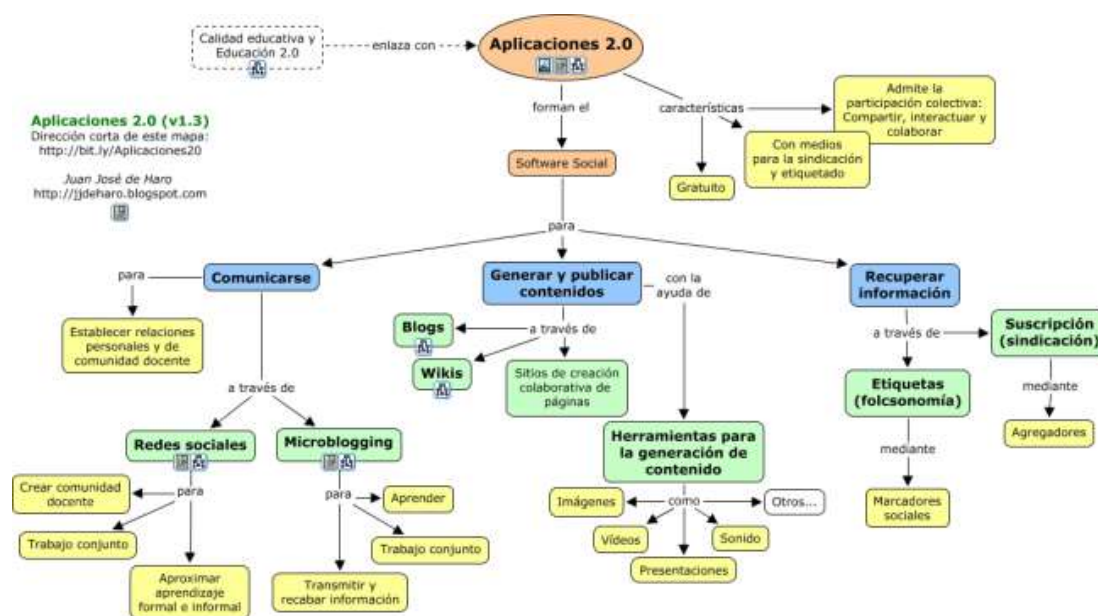 Calidad educativa y
Educación 2.0
enlaza con
Aplicaciones 2.0
forman el
características
Admite la
participación colectiva:
Compartir, interactuar y
colaborar
Con medios
para la sindicación
y etiquetado
Gratuito
Aplicaciones 2.0 (v1.3)
Dirección corta de este mapa:
http://bit.ly/Aplicaciones20
Juan José de Haro
http://jjdeharo.blogspot.com
Software Social
para
para
Comunicarse
Establecer relaciones
personales y de
comunidad docente
a través de
Redes sociales
para
Crear comunidad
docente
Trabajo conjunto
Aproximar
aprendizaje
formal e informal
Microblogging
para
Aprender
Trabajo conjunto
Transmitir y
recabar información
Generar y publicar
contenidos
a través de
Blogs
Wikis
Sitios de creación
colaborativa de
páginas
con la
ayuda de
Herramientas para
la generación de
contenido
como
Imágenes
Otros...
Vídeos
Sonido
Presentaciones
Recuperar
información
a través de
Suscripción
(sindicación)
mediante
Agregadores
Etiquetas
(folcsonomía)
mediante
Marcadores
sociales